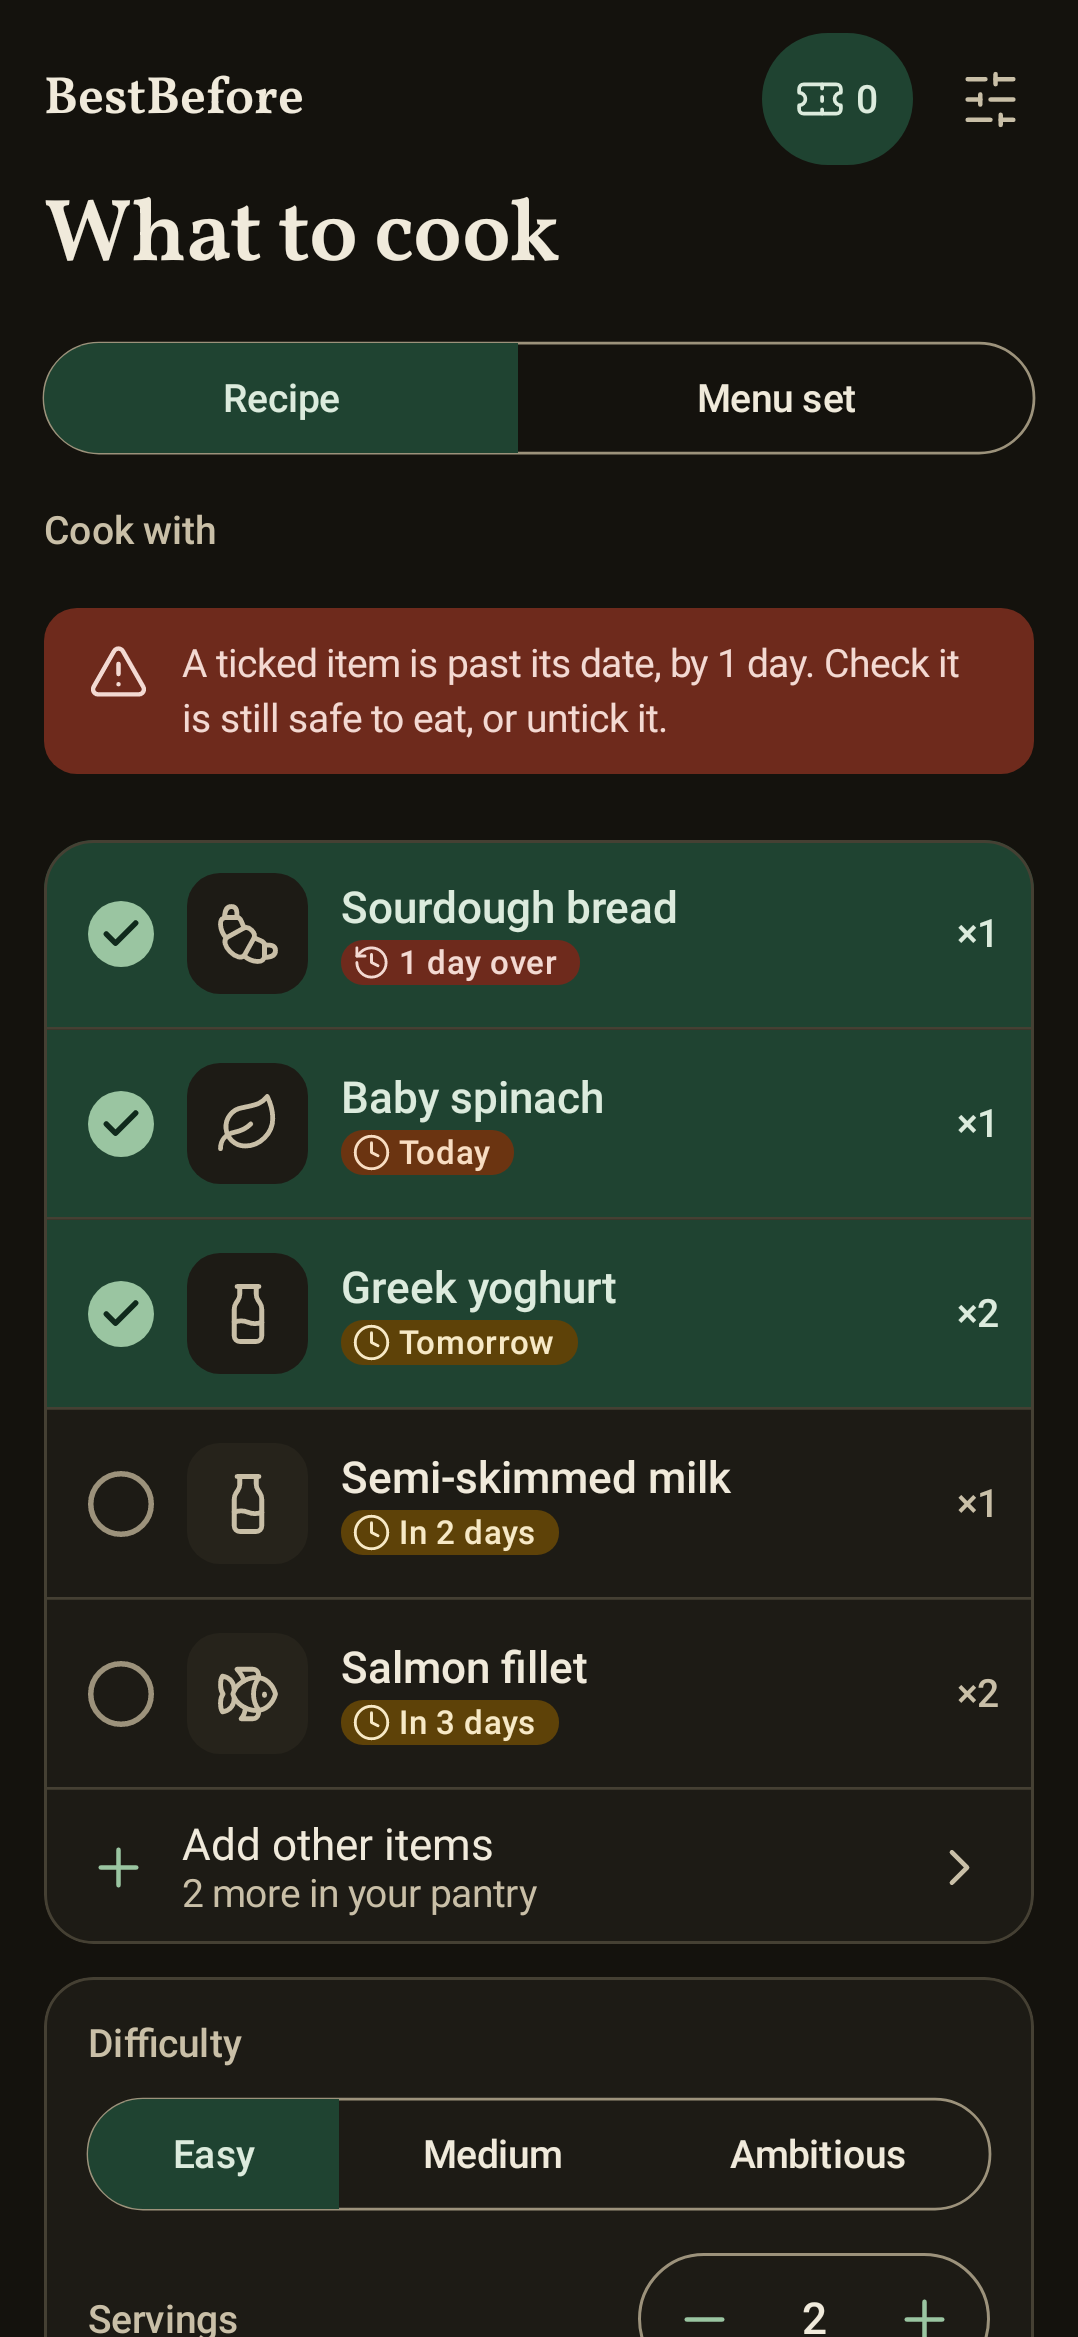 BestBefore
0
What to cook
Recipe
Menu set
Cook with
A ticked item is past its date, by 1 day. Check it
is still safe to eat, or untick it.
Sourdough bread
1 day over
×1
Baby spinach
Today
×1
Greek yoghurt
Tomorrow
×2
Semi-skimmed milk
In 2 days
×1
Salmon fillet
In 3 days
×2
Add other items
2 more in your pantry
Difficulty
Easy
Medium
Ambitious
Servings
2